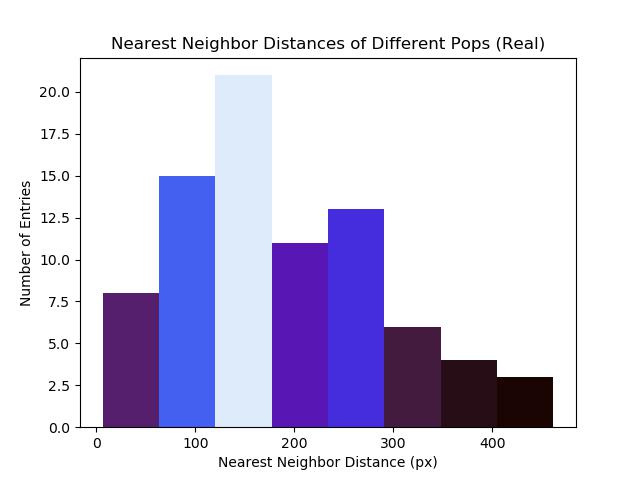 Nearest Neighbor Distances of Different Pops (Real)
Number of Entries
20.0
17.5
15.0
12.5
10.0
7.5
5.0
2.5
0.0
0 100 200 300 400
Nearest Neighbor Distance (px)